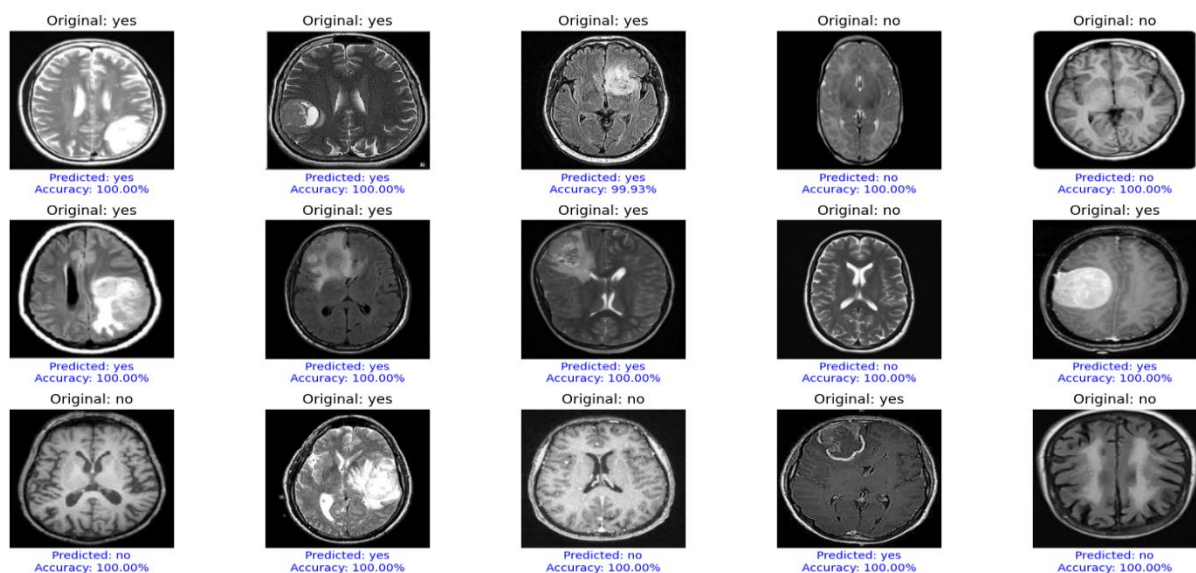 Original: yes
Original: yes
Original: yes
Original: no
Original: no
Predicted: yes
Accuracy: 100.00%
Predicted: yes
Accuracy: 100.00%
Predicted: yes
Accuracy: 99.93%
Predicted: no
Accuracy: 100.00%
Predicted: no
Accuracy: 100.00%
Original: yes
Original: yes
Original: yes
Original: no
Original: yes
Predicted: yes
Accuracy: 100.00%
Predicted: yes
Accuracy: 100.00%
Predicted: yes
Accuracy: 100.00%
Predicted: no
Accuracy: 100.00%
Predicted: yes
Accuracy: 100.00%
Original: no
Original: yes
Original: no
Original: yes
Original: no
Predicted: no
Accuracy: 100.00%
Predicted: yes
Accuracy: 100.00%
Predicted: no
Accuracy: 100.00%
Predicted: yes
Accuracy: 100.00%
Predicted: no
Accuracy: 100.00%